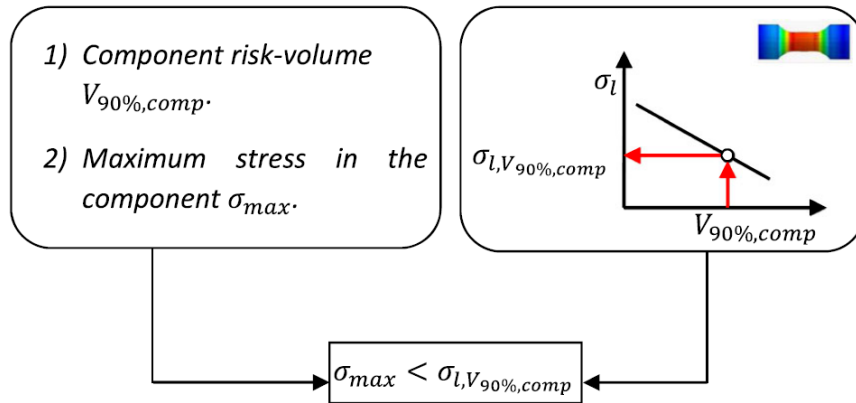 1) Component risk-volume
V90%,comp.
2) Maximum stress in the
component σmax.
σl
σl,V90%,comp
V90%,comp
σmax < σl,V90%,comp